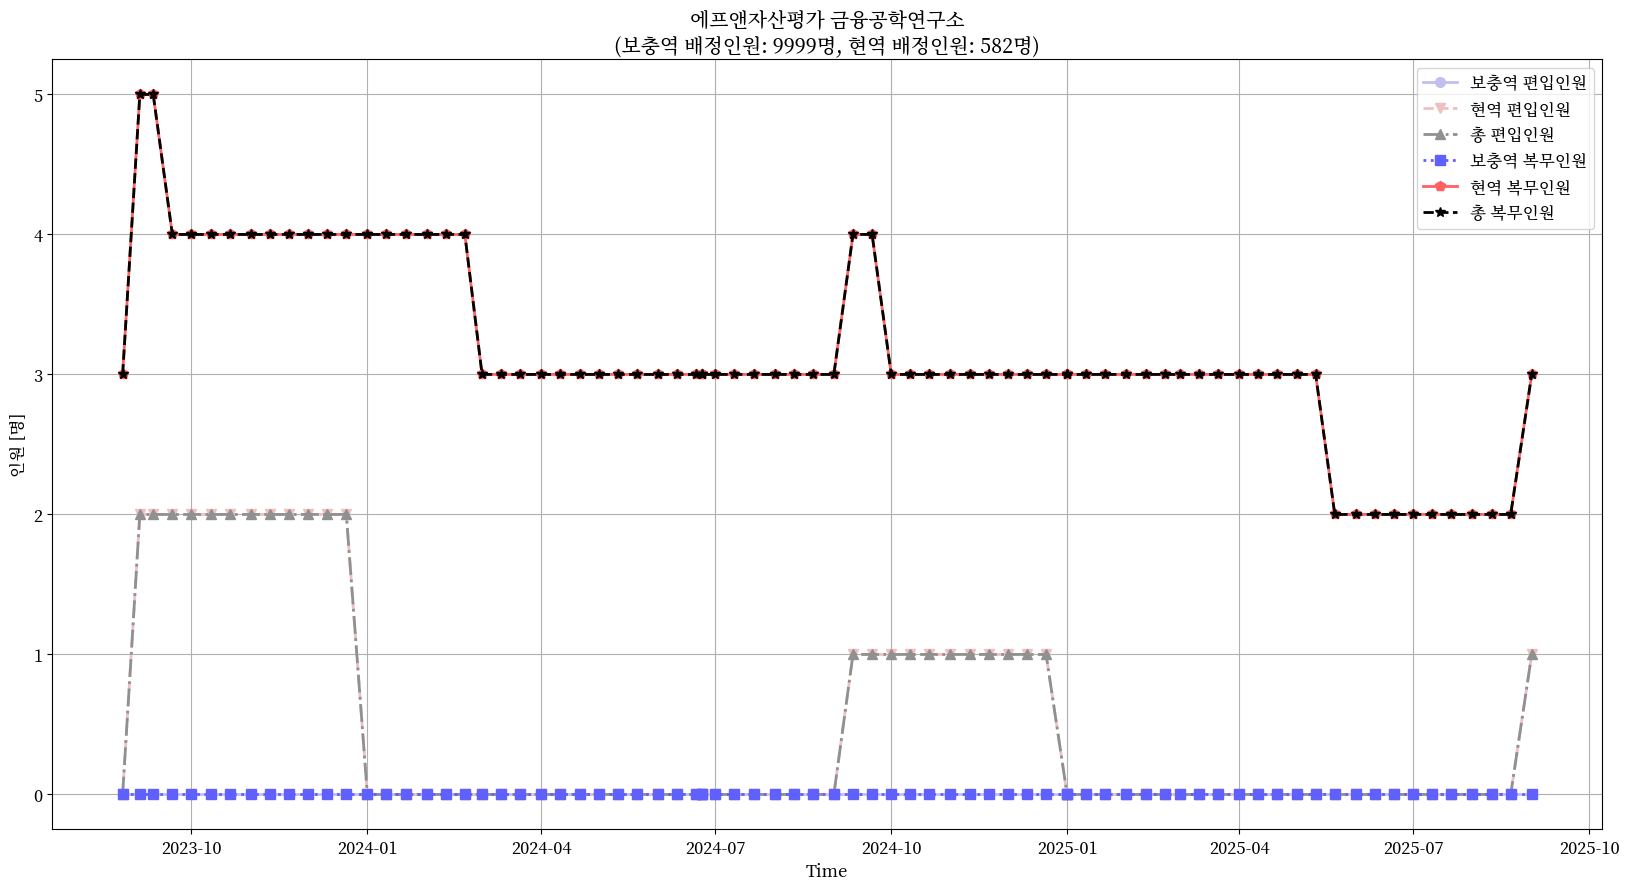 에프앤자산평가 금융공학연구소
(보충역 배정인원: 9999명, 현역 배정인원: 582명)
보충역 편입인원
현역 편입인원
총 편입인원
보충역 복무인원
현역 복무인원
총 복무인원
인원 [명]
5
4
3
2
1
0
2023-10
2024-01
2024-04
2024-07
2024-10
2025-01
2025-04
2025-07
2025-10
Time